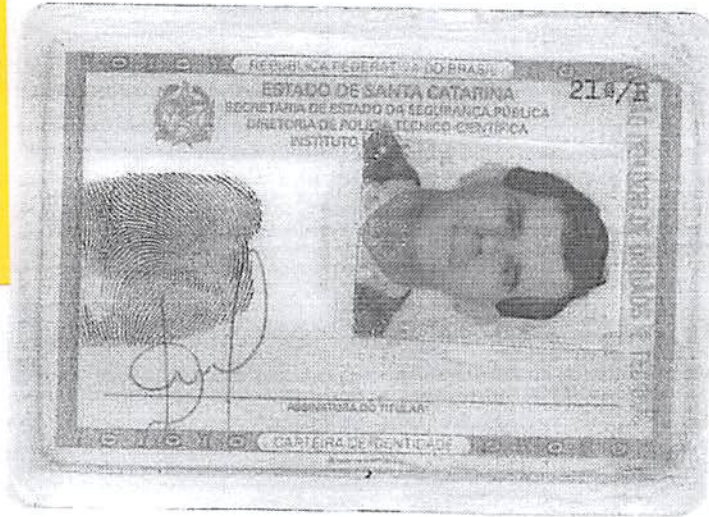 REPÚBLICA FEDERATIVA DO BRASIL
ESTADO DE SANTA CATARINA
SECRETARIA DE ESTADO DA SEGURANÇA PÚBLICA
DIRETORIA DE POLÍCIA TÉCNICO-CIENTÍFICA
INSTITUTO
ASSINATURA DO TITULAR
CARTEIRA DE IDENTIDADE